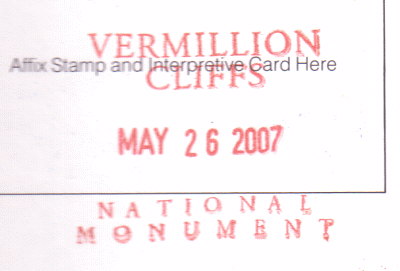 VERMILLION
Affix Stamp and Interpretive Card Here
CLIFFS
MAY 26 2007
NATIONAL
MONUMENT